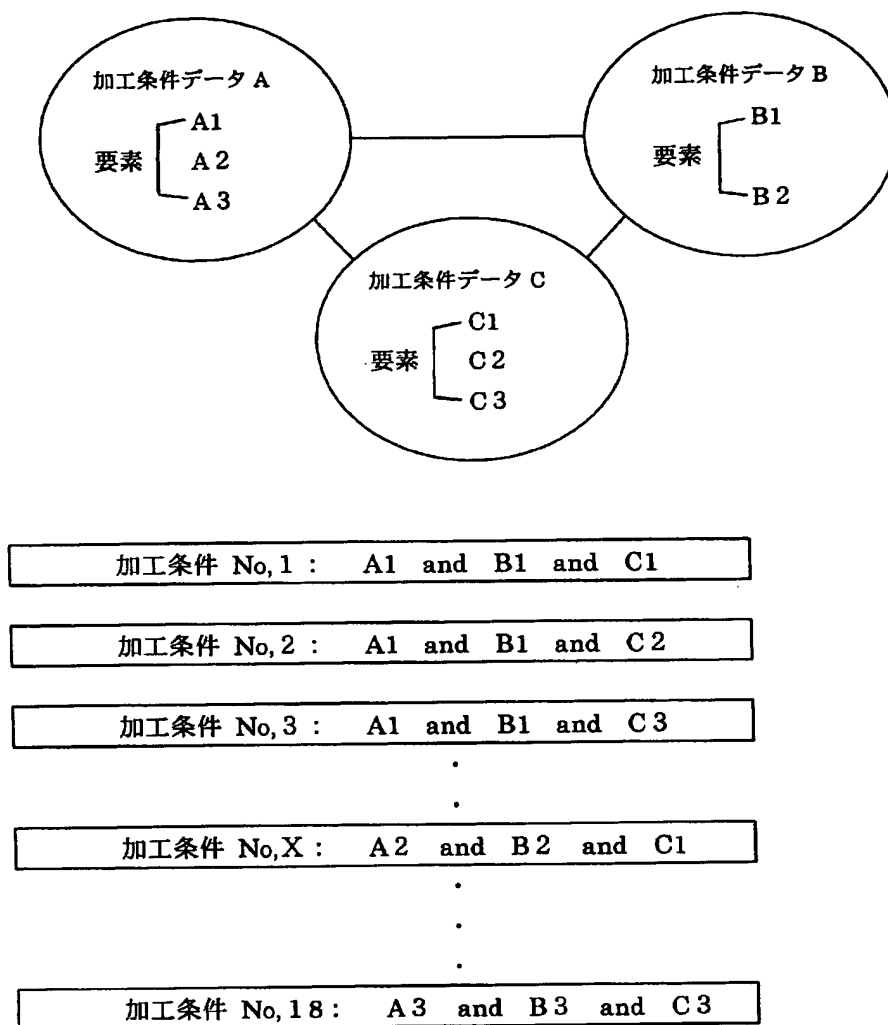 加工条件データ A
要素
A1
A2
A3
加工条件データ B
要素
B1
B2
加工条件データ C
要素
C1
C2
C3
加工条件 No,1 : A1 and B1 and C1
加工条件 No,2 : A1 and B1 and C2
加工条件 No,3 : A1 and B1 and C3
加工条件 No,X : A2 and B2 and C1
加工条件 No,18 : A3 and B3 and C3